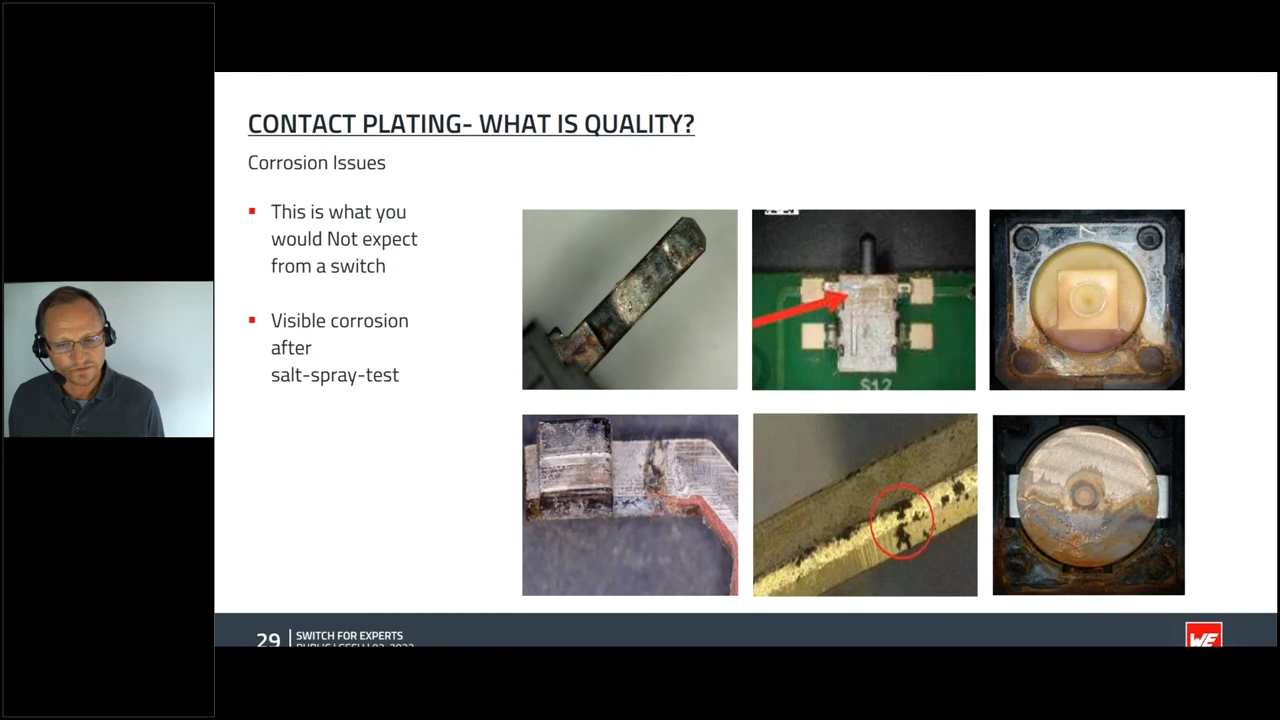 CONTACT PLATING- WHAT IS QUALITY?
Corrosion Issues
This is what you
would Not expect
from a switch
Visible corrosion
after
salt-spray-test
S12
29
SWITCH FOR EXPERTS
WE